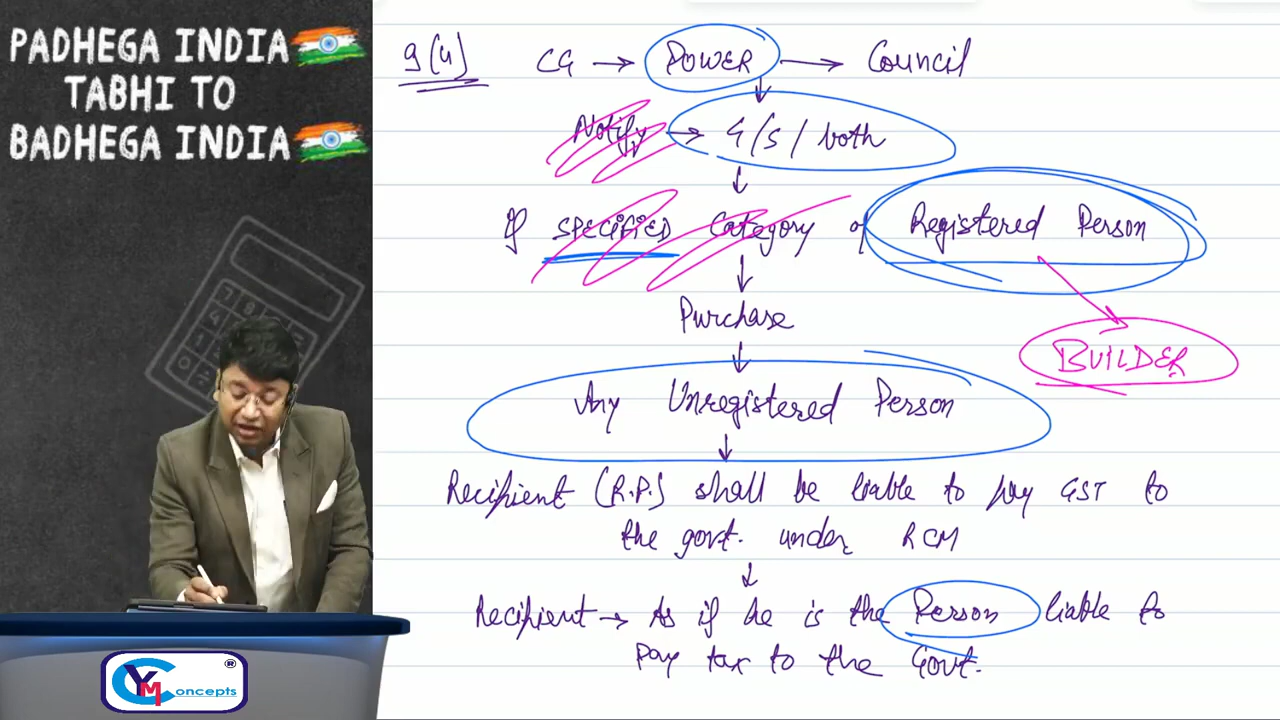 PADHEGA INDIA
TABHI TO
BADHEGA INDIA
9(4) CG → POWER → Council
Notify → G/S/both
If SPECIFIED Category of Registered Person
Purchase
BUILDER
Any Unregistered Person
Recipient (R.P.) shall be liable to pay GST to
the govt. under RCM
Recipient → As if he is the Person liable to
Pay tax to the Govt.
YM Concepts ®